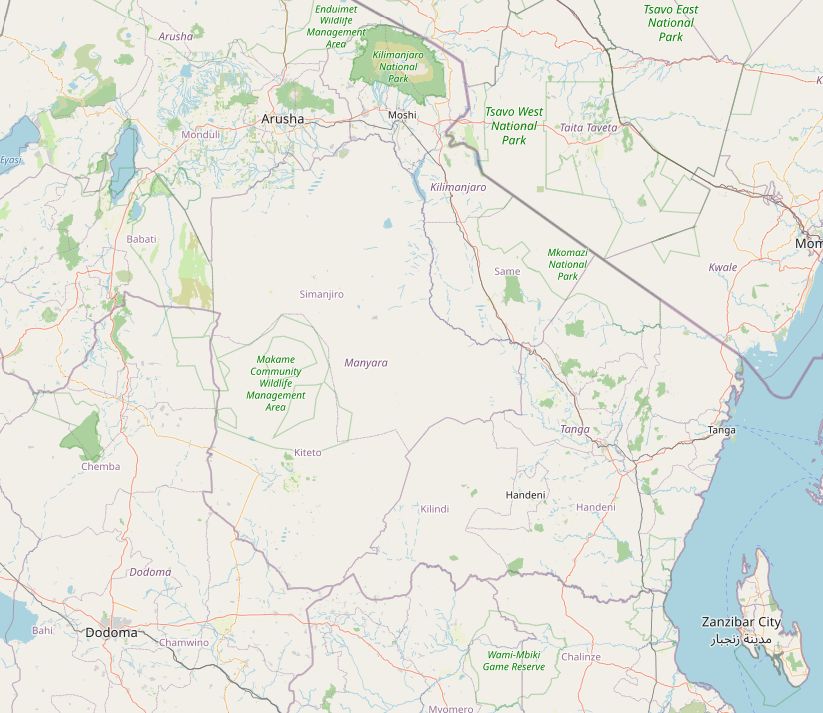 Enduimet
Wildlife
Management
Area
Tsavo East
National
Park
Arusha
Kilimanjaro
National
Park
Arusha
Moshi
Tsavo West
National
Park
Taita Taveta
Monduli
Eyasi
Kilimanjaro
Babati
Mom
Kwale
Mkomazi
National
Park
Same
Simanjiro
Makame
Community
Wildlife
Management
Area
Manyara
Tanga
Tanga
Chemba
Kiteto
Handeni
Kilindi
Handeni
Dodoma
Bahi
Dodoma
Chamwino
Zanzibar City
مدينة زنجبار
Wami-Mbiki
Game Reserve
Chalinze
Mvomero